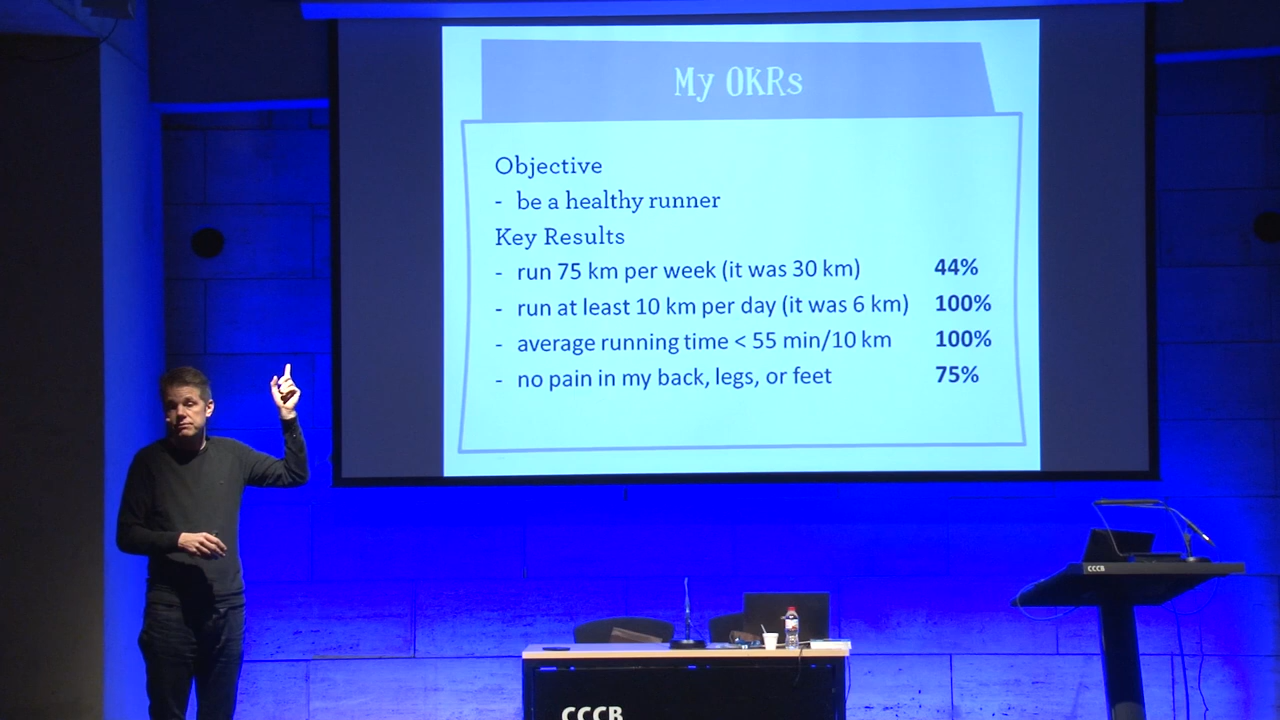 My OKRs
Objective
- be a healthy runner
Key Results
- run 75 km per week (it was 30 km) 44%
- run at least 10 km per day (it was 6 km) 100%
- average running time < 55 min/10 km 100%
- no pain in my back, legs, or feet 75%
CCCB
CCCB